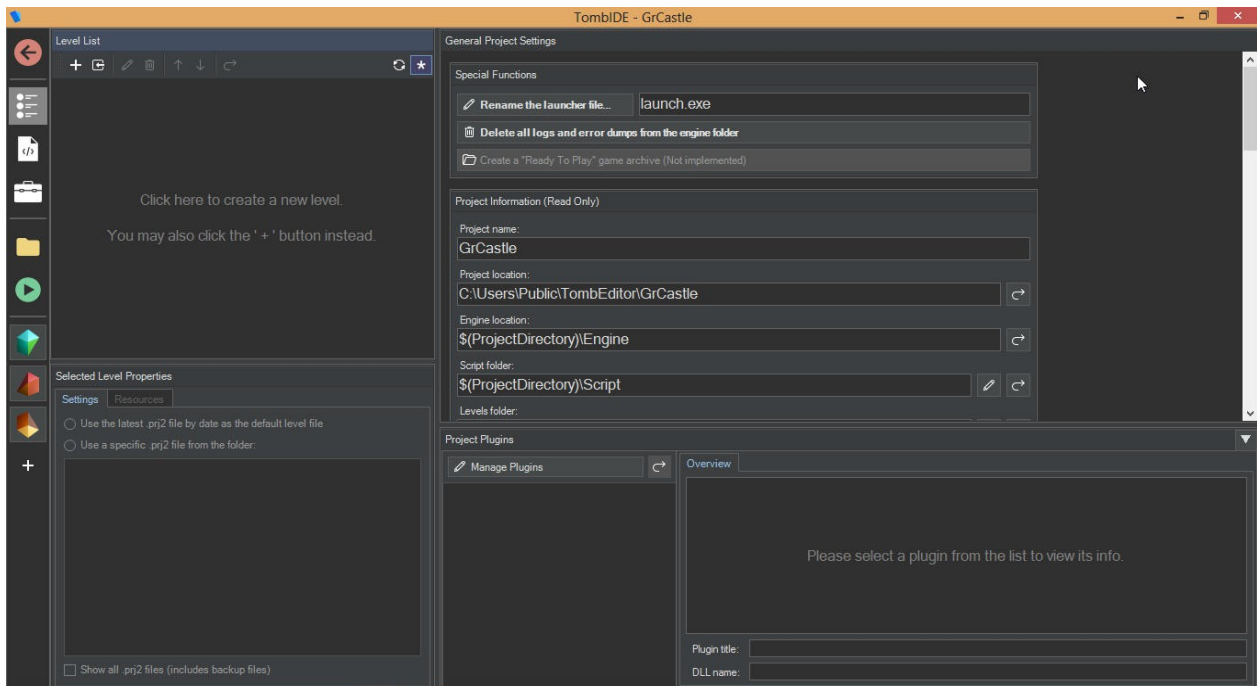 TombIDE - GrCastle
Level List
Click here to create a new level.
You may also click the ' + ' button instead.
Selected Level Properties
Settings Resources
Use the latest .prj2 file by date as the default level file
Use a specific .prj2 file from the folder:
Show all .prj2 files (includes backup files)
General Project Settings
Special Functions
Rename the launcher file... launch.exe
Delete all logs and error dumps from the engine folder
Create a "Ready To Play" game archive (Not implemented)
Project Information (Read Only)
Project name:
GrCastle
Project location:
C:\Users\Public\TombEditor\GrCastle
Engine location:
$(ProjectDirectory)\Engine
Script folder:
$(ProjectDirectory)\Script
Levels folder:
Project Plugins
Manage Plugins
Overview
Please select a plugin from the list to view its info.
Plugin title:
DLL name: